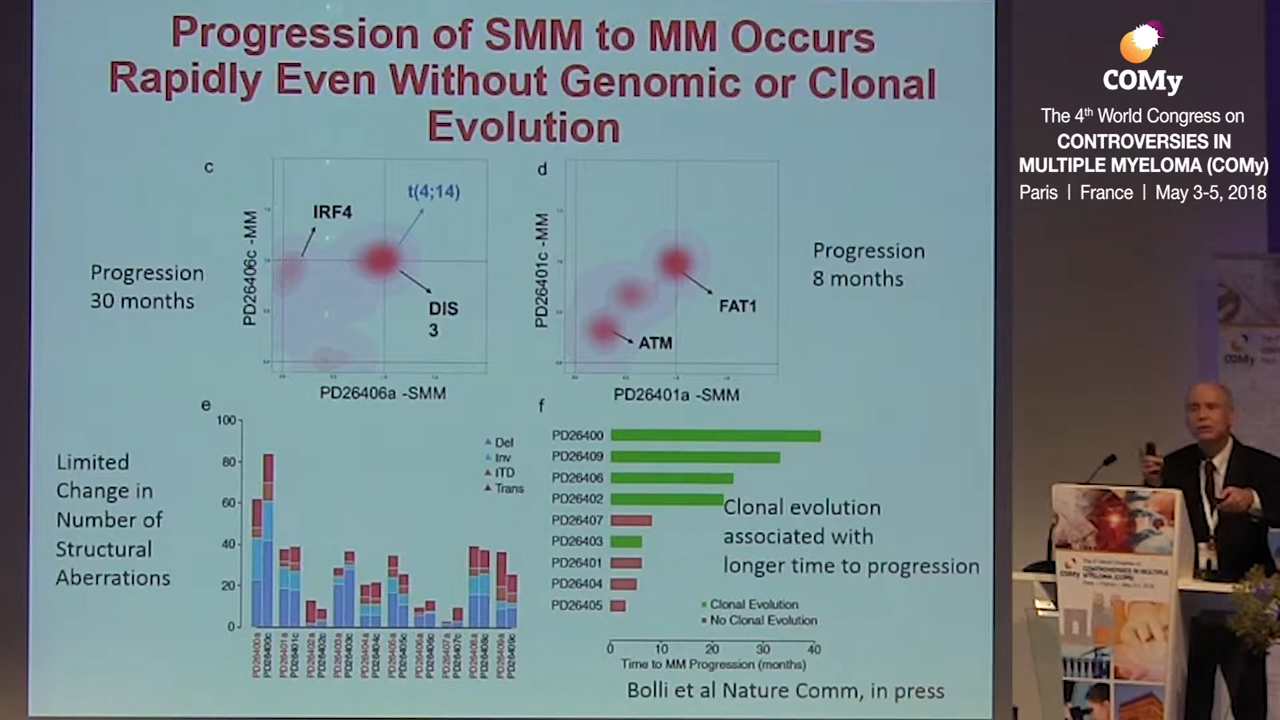 Progression of SMM to MM Occurs
Rapidly Even Without Genomic or Clonal
Evolution
c
t(4;14)
IRF4
DIS
3
PD26406c -MM
PD26406a -SMM
Progression
30 months
d
FAT1
ATM
PD26401c -MM
PD26401a -SMM
Progression
8 months
e
100
80
60
40
20
0
Del
Inv
ITD
Trans
Limited
Change in
Number of
Structural
Aberrations
f
PD26400
PD26409
PD26406
PD26402
PD26407
PD26403
PD26401
PD26404
PD26405
Clonal evolution
associated with
longer time to progression
Clonal Evolution
No Clonal Evolution
0 10 20 30 40
Time to MM Progression (months)
Bolli et al Nature Comm, in press
COMy
The 4th World Congress on
CONTROVERSIES IN
MULTIPLE MYELOMA (COMy)
Paris | France | May 3-5, 2018
COMy